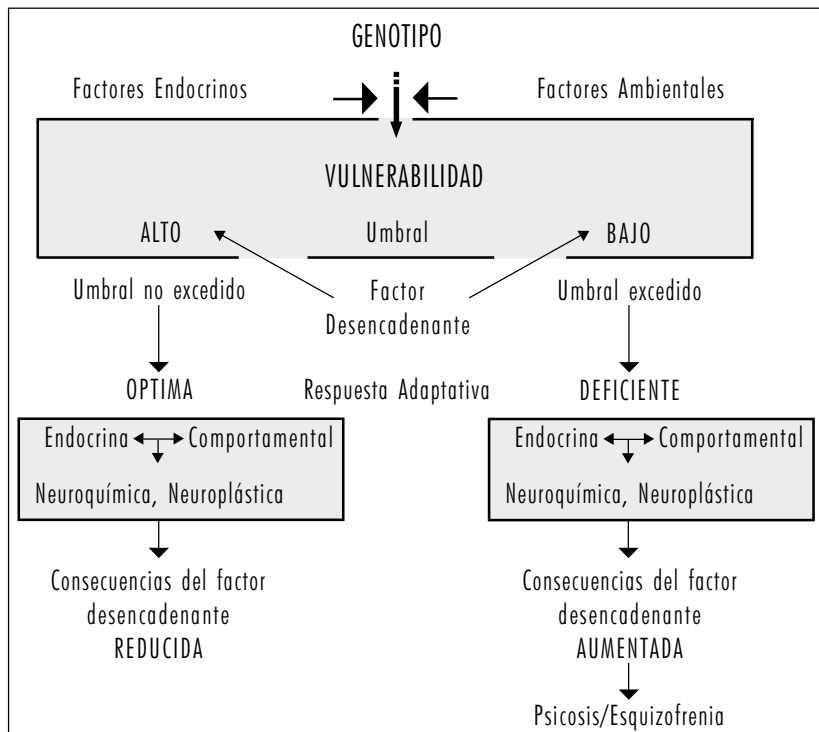 GENOTIPO
Factores Endocrinos
Factores Ambientales
VULNERABILIDAD
ALTO
Umbral
BAJO
Umbral no excedido
Factor
Desencadenante
Umbral excedido
OPTIMA
Respuesta Adaptativa
DEFICIENTE
Endocrina Comportamental
Neuroquímica, Neuroplástica
Endocrina Comportamental
Neuroquímica, Neuroplástica
Consecuencias del factor
desencadenante
REDUCIDA
Consecuencias del factor
desencadenante
AUMENTADA
Psicosis/Esquizofrenia